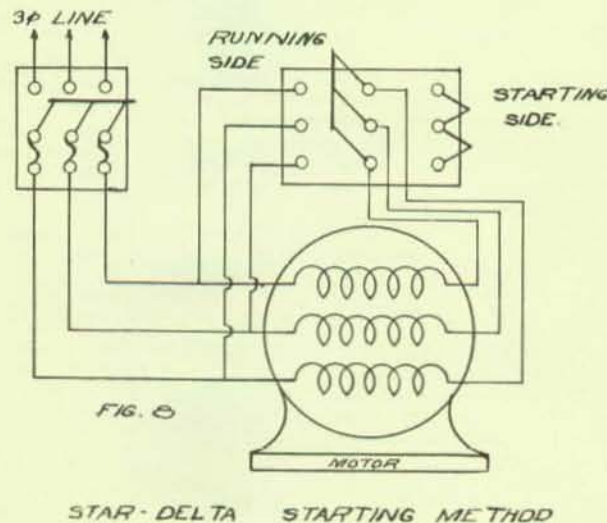 3φ LINE
RUNNING
SIDE
STARTING
SIDE.
FIG. 8
MOTOR
STAR-DELTA STARTING METHOD